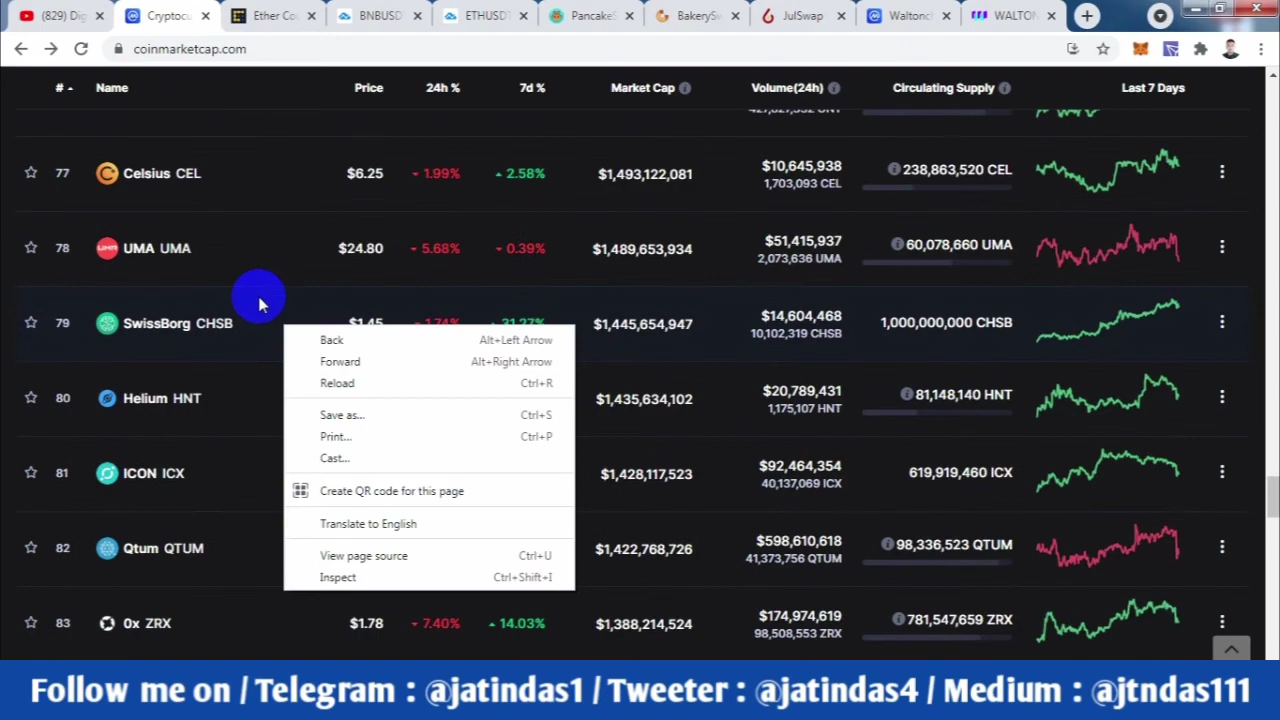 (829) Dig
Cryptocu
Ether Co
BNBUSD
ETHUSDT
PancakeS
BakerySw
JulSwap
Waltonch
WALTON
coinmarketcap.com
# Name Price 24h % 7d % Market Cap Volume(24h) Circulating Supply Last 7 Days
77 Celsius CEL $6.25 1.99% 2.58% $1,493,122,081 $10,645,938 238,863,520 CEL
1,703,093 CEL
78 UMA UMA $24.80 5.68% 0.39% $1,489,653,934 $51,415,937 60,078,660 UMA
2,073,636 UMA
79 SwissBorg CHSB $1.45 1.74% 31.27% $1,445,654,947 $14,604,468 1,000,000,000 CHSB
10,102,319 CHSB
Back Alt+Left Arrow
Forward Alt+Right Arrow
Reload Ctrl+R
Save as... Ctrl+S
Print... Ctrl+P
Cast...
Create QR code for this page
Translate to English
View page source Ctrl+U
Inspect Ctrl+Shift+I
80 Helium HNT $1,435,634,102 $20,789,431 81,148,140 HNT
1,175,107 HNT
81 ICON ICX $1,428,117,523 $92,464,354 619,919,460 ICX
40,137,069 ICX
82 Qtum QTUM $1,422,768,726 $598,610,618 98,336,523 QTUM
41,373,756 QTUM
83 0x ZRX $1.78 7.40% 14.03% $1,388,214,524 $174,974,619 781,547,659 ZRX
98,508,553 ZRX
Follow me on / Telegram : @jatindas1 / Tweeter : @jatindas4 / Medium : @jtndas111